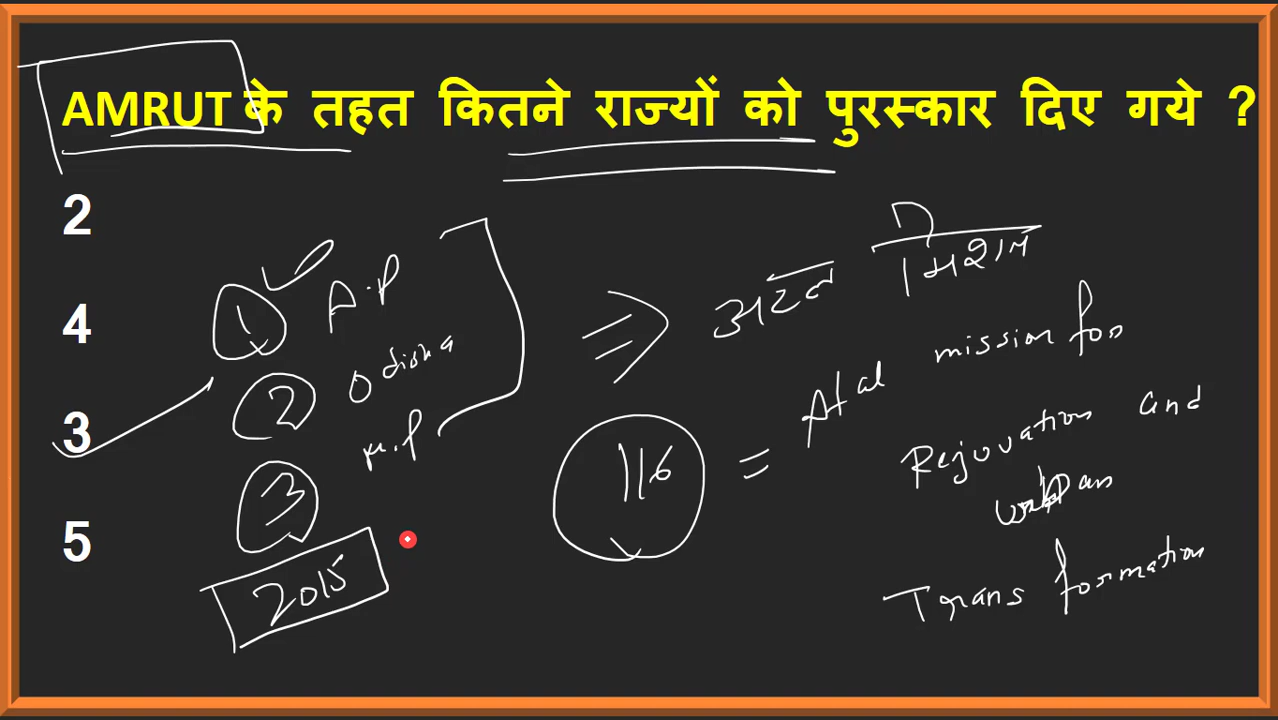 AMRUT के तहत कितने राज्यों को पुरस्कार दिए गये ?
2
4
3
5
1 A.P
2 Odisha
3 M.P
2015
116 =
अटल
मिशन
Atal mission for
Rejuvation and
urban
Transformation